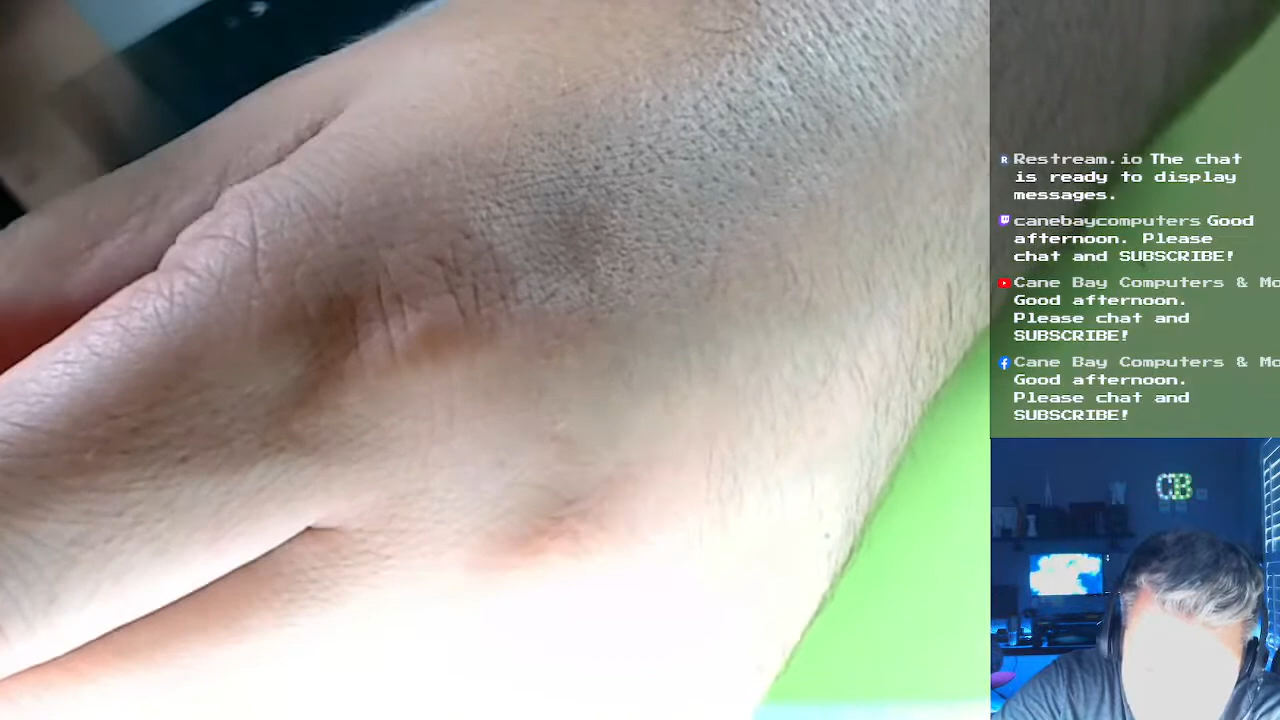 Restream.io The chat
is ready to display
messages.
canebaycomputers Good
afternoon. Please
chat and SUBSCRIBE!
Cane Bay Computers & Mo
Good afternoon.
Please chat and
SUBSCRIBE!
Cane Bay Computers & Mo
Good afternoon.
Please chat and
SUBSCRIBE!
CB